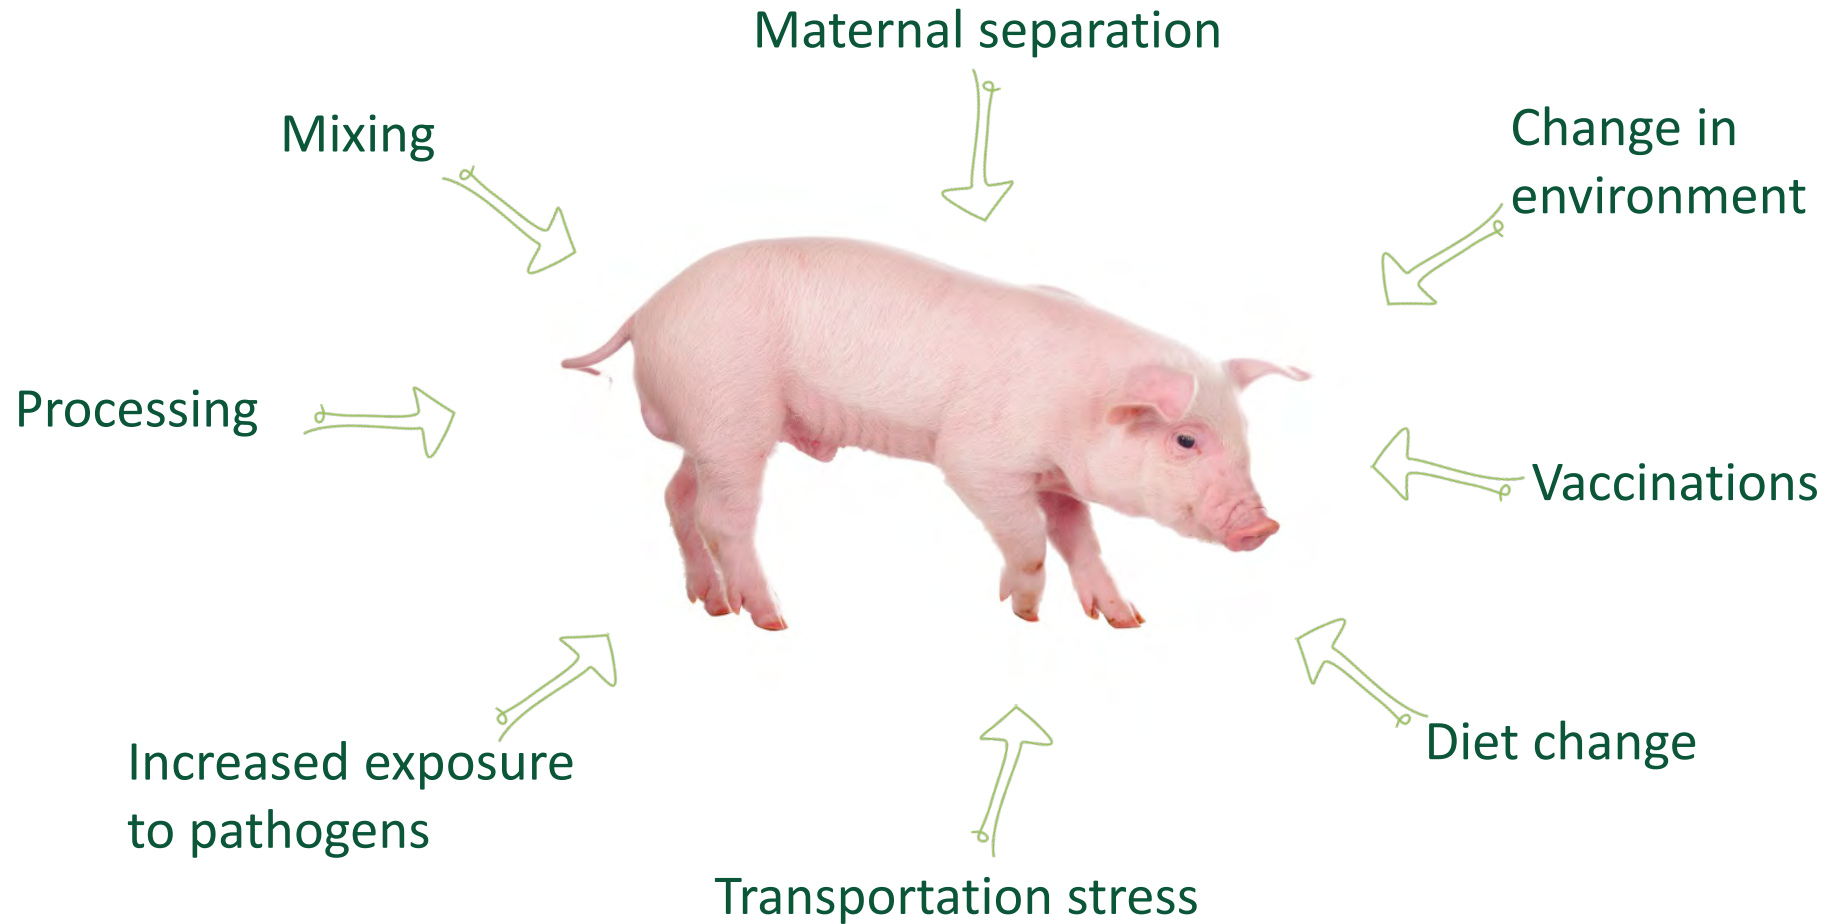 Maternal separation
Mixing
Change in
environment
Processing
Vaccinations
Increased exposure
to pathogens
Diet change
Transportation stress